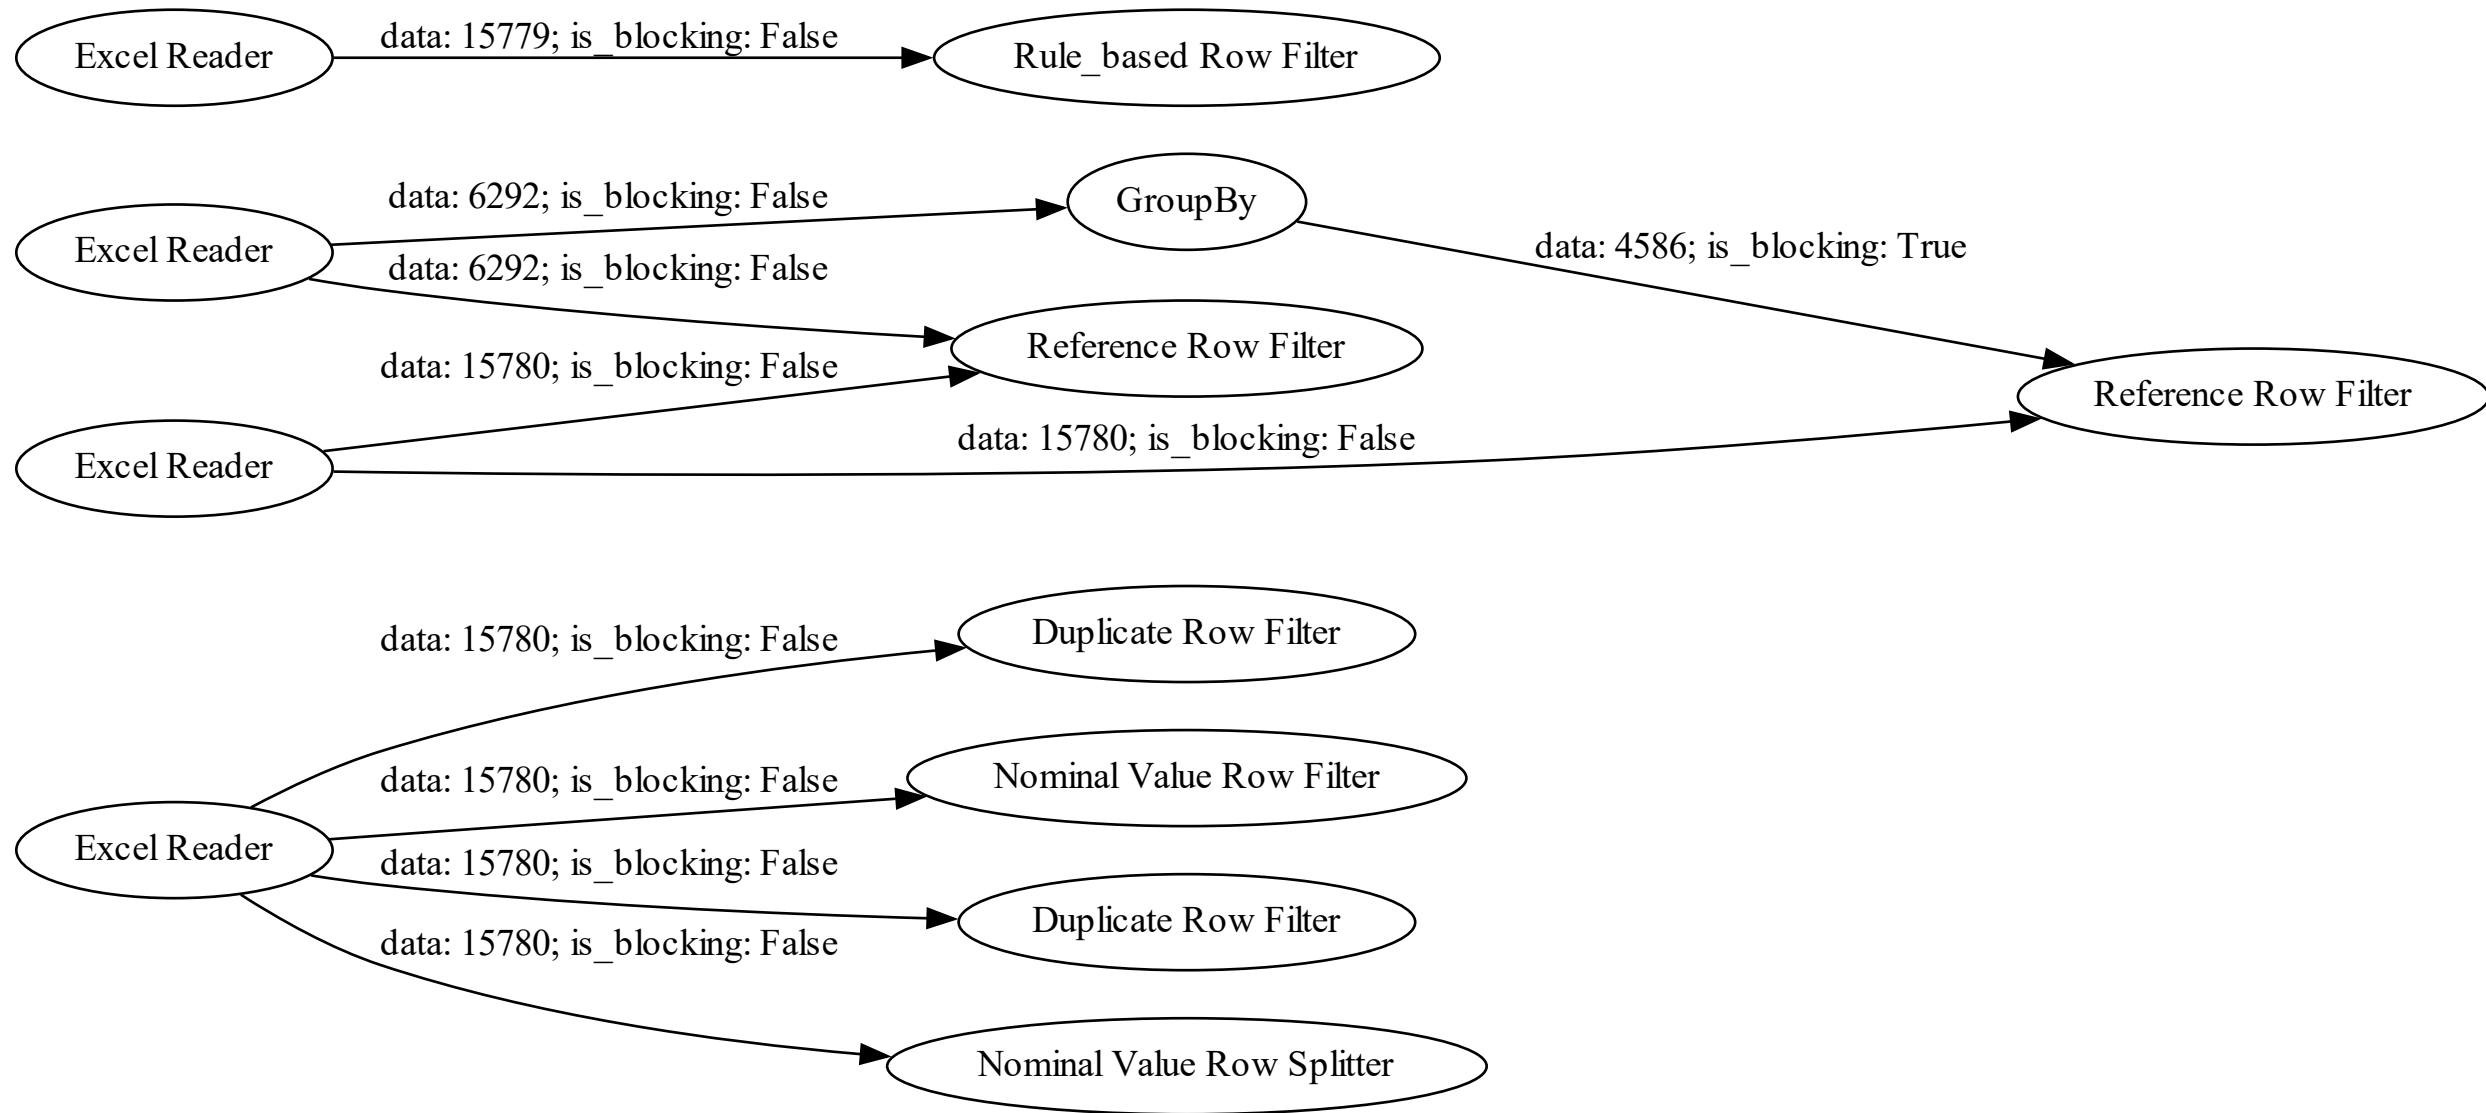 Excel Reader
data: 15779; is_blocking: False
Rule_based Row Filter
Excel Reader
data: 6292; is_blocking: False
GroupBy
data: 6292; is_blocking: False
data: 4586; is_blocking: True
Reference Row Filter
Excel Reader
data: 15780; is_blocking: False
data: 15780; is_blocking: False
Reference Row Filter
Excel Reader
data: 15780; is_blocking: False
Duplicate Row Filter
data: 15780; is_blocking: False
Nominal Value Row Filter
data: 15780; is_blocking: False
Duplicate Row Filter
data: 15780; is_blocking: False
Nominal Value Row Splitter